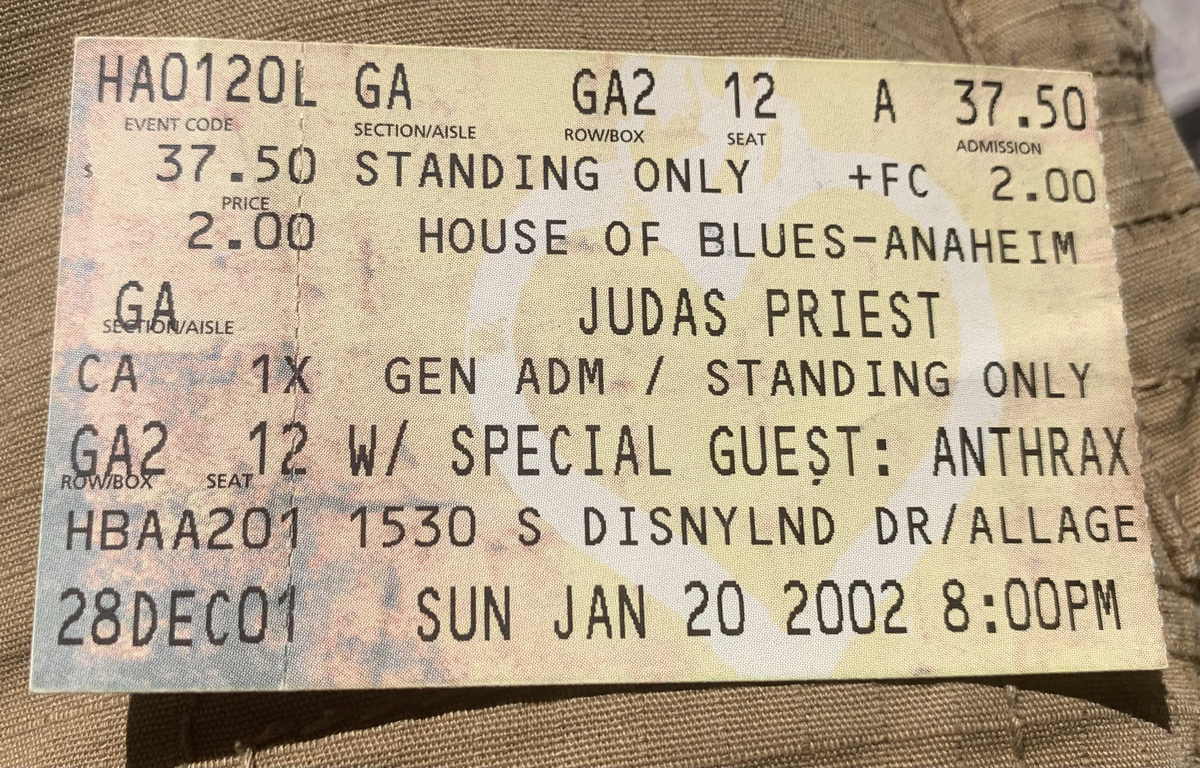 HA0120L GA GA2 12 A 37.50
EVENT CODE SECTION/AISLE ROW/BOX SEAT ADMISSION
$ 37.50 STANDING ONLY +FC 2.00
PRICE
2.00 HOUSE OF BLUES-ANAHEIM
GA JUDAS PRIEST
SECTION/AISLE
CA 1X GEN ADM / STANDING ONLY
GA2 12 W/ SPECIAL GUEST: ANTHRAX
ROW/BOX SEAT
HBAA201 1530 S DISNYLND DR/ALLAGE
28DEC01 SUN JAN 20 2002 8:00PM